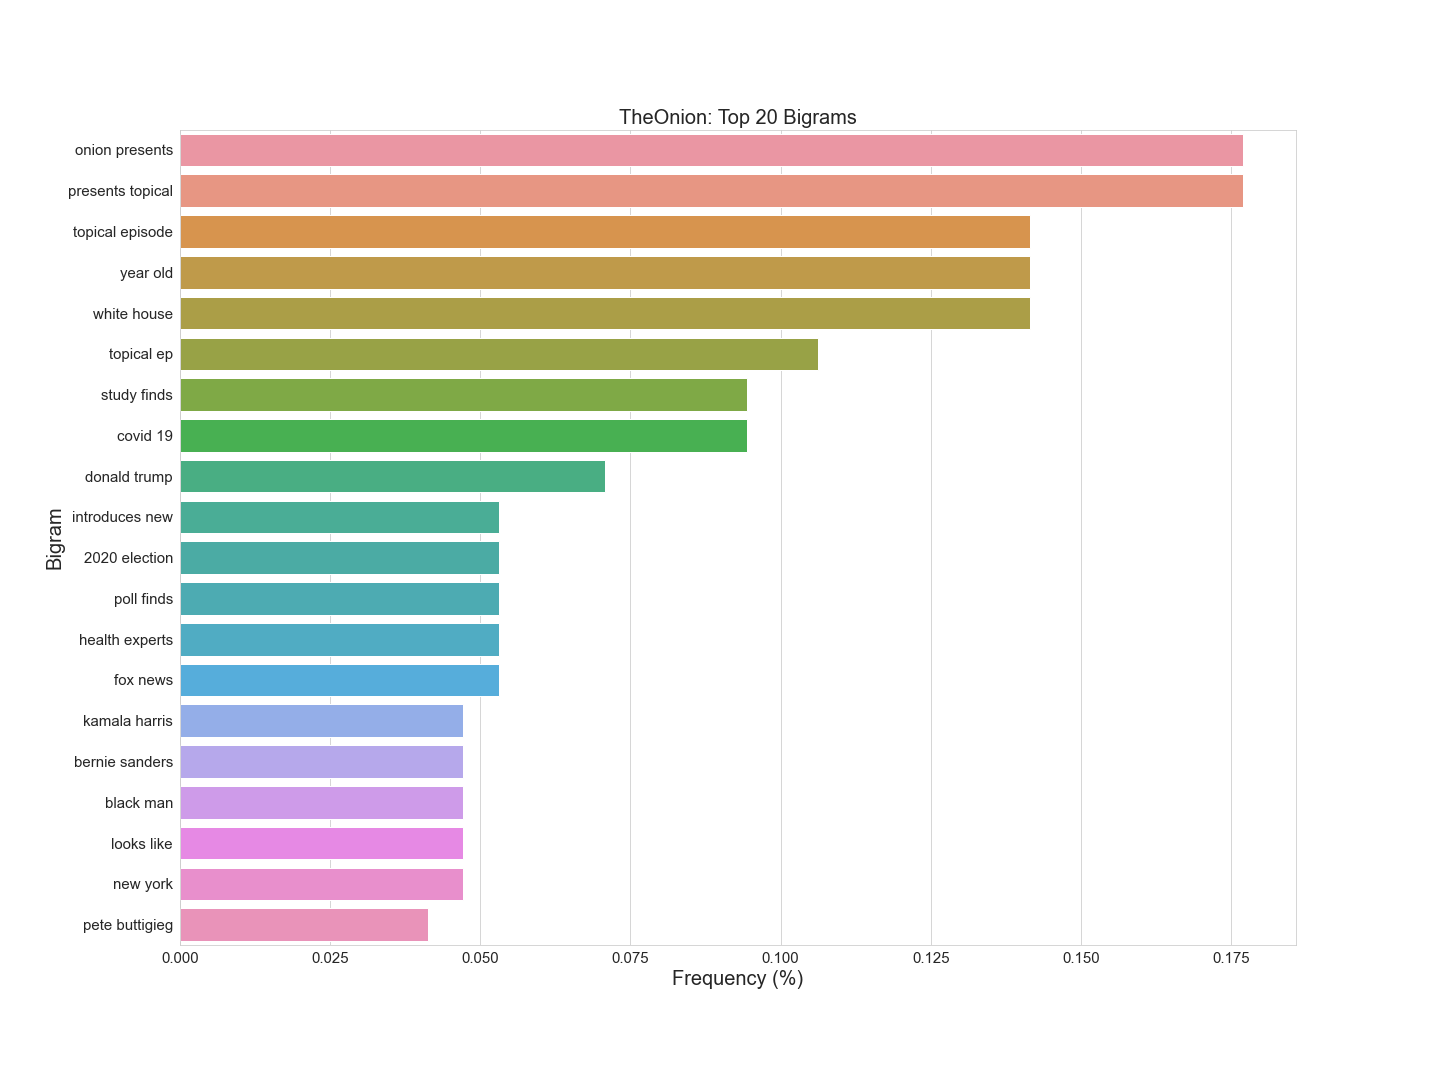 TheOnion: Top 20 Bigrams
onion presents
presents topical
topical episode
year old
white house
topical ep
study finds
covid 19
donald trump
introduces new
2020 election
poll finds
health experts
fox news
kamala harris
bernie sanders
black man
looks like
new york
pete buttigieg
Bigram
0.000 0.025 0.050 0.075 0.100 0.125 0.150 0.175
Frequency (%)